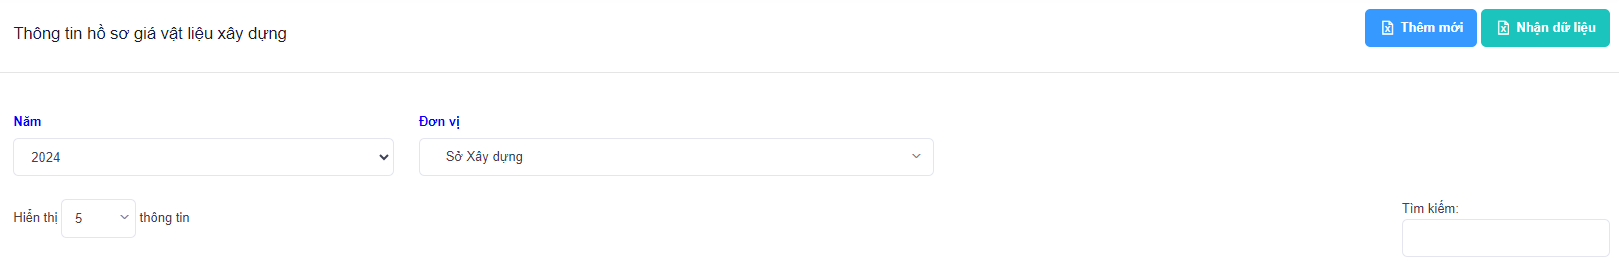 Thông tin hồ sơ giá vật liệu xây dựng
Thêm mới
Nhận dữ liệu
Năm
Đơn vị
2024
Sở Xây dựng
Hiển thị 5 thông tin
Tìm kiếm: